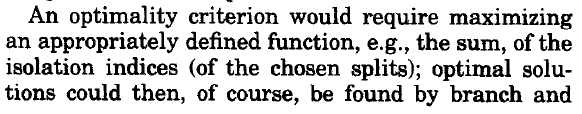 An optimality criterion would require maximizing
an appropriately defined function, e.g., the sum, of the
isolation indices (of the chosen splits); optimal solu-
tions could then, of course, be found by branch and